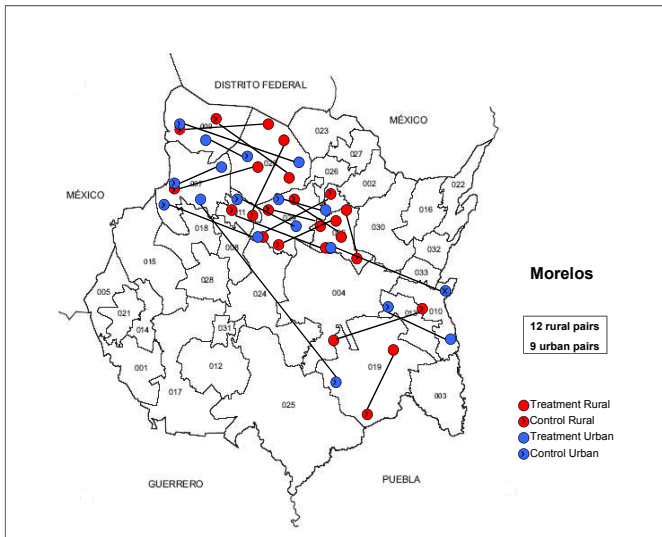 DISTRITO FEDERAL
MÉXICO
023
027
026
002
022
MÉXICO
016
018
030
011
008
032
015
033
028
004
005
024
Morelos
021
010
014
031
12 rural pairs
9 urban pairs
019
001
012
003
017
025
Treatment Rural
Control Rural
Treatment Urban
Control Urban
GUERRERO
PUEBLA